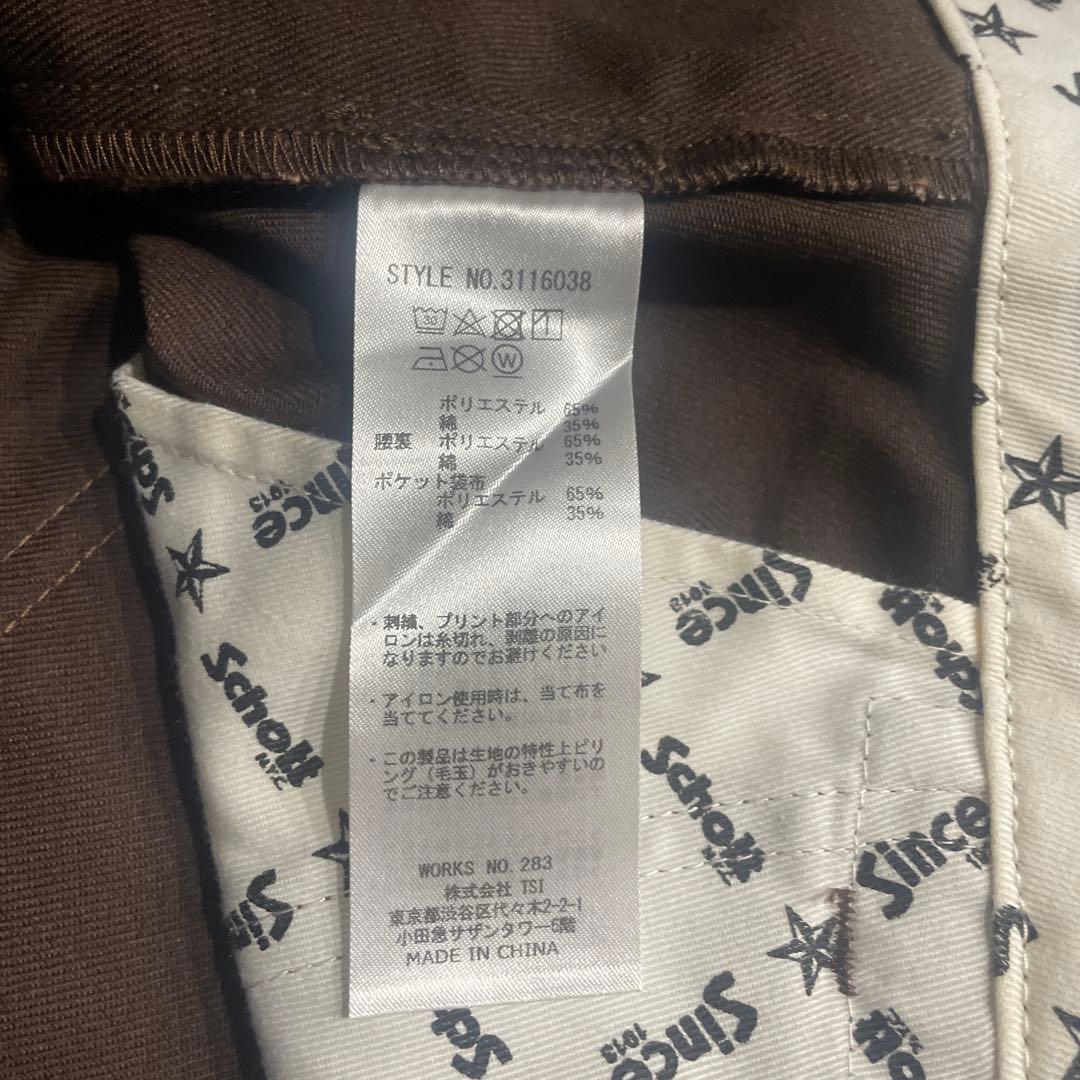 STYLE NO.3116038
ポリエステル 65%
綿 35%
腰裏 ポリエステル 65%
綿 35%
ポケット袋布
ポリエステル 65%
綿 35%
・刺繍、プリント部分へのアイ
ロンは糸切れ、剥離の原因に
なりますのでお避けください
・アイロン使用時は、当て布を
当ててください。
・この製品は生地の特性上ピリ
ング（毛玉）がおきやすいの
でご注意ください。
WORKS NO.283
株式会社 TSI
東京都渋谷区代々木2-2-1
小田急サザンタワー6階
MADE IN CHINA
Since
1913
Schott
N.Y.C
Since
1913
Schott
Schott
N.Y.C
Since
Since
1913